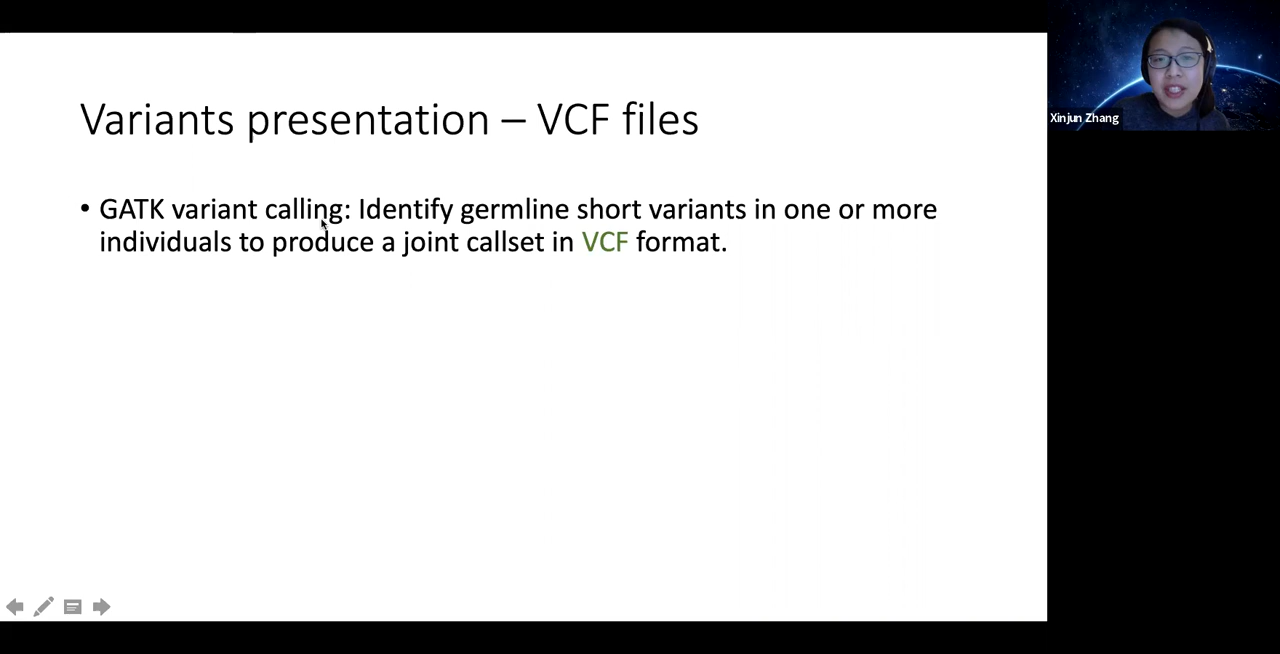 Variants presentation – VCF files
• GATK variant calling: Identify germline short variants in one or more
individuals to produce a joint callset in VCF format.
Xinjun Zhang